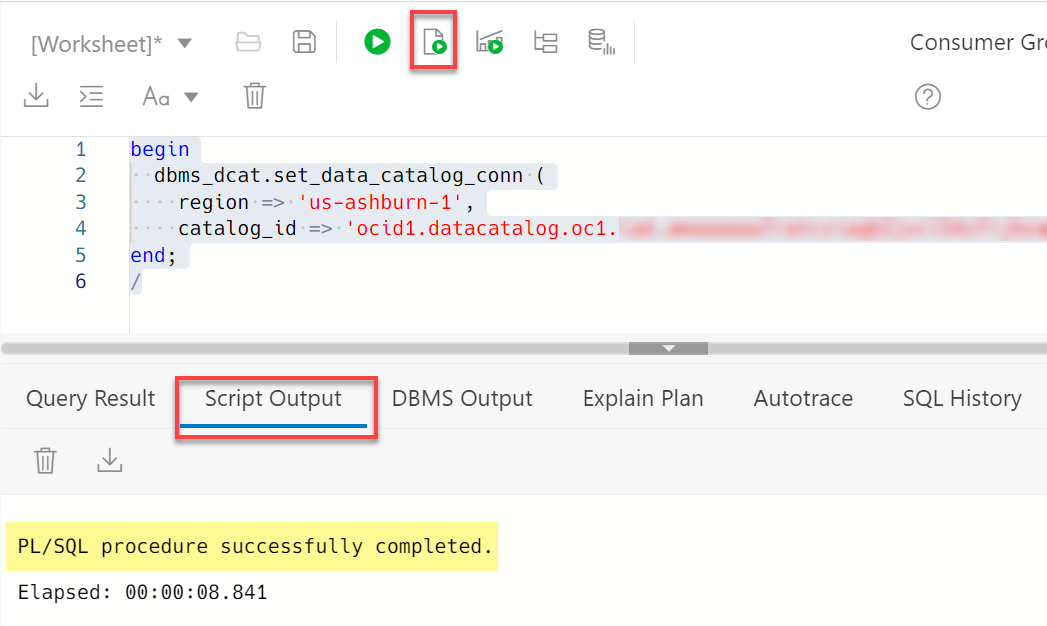 [Worksheet]* Consumer Gro
Aa
1 begin
2 dbms_dcat.set_data_catalog_conn (
3 region => 'us-ashburn-1',
4 catalog_id => 'ocid1.datacatalog.oc1.
5 end;
6 /
Query Result Script Output DBMS Output Explain Plan Autotrace SQL History
PL/SQL procedure successfully completed.
Elapsed: 00:00:08.841